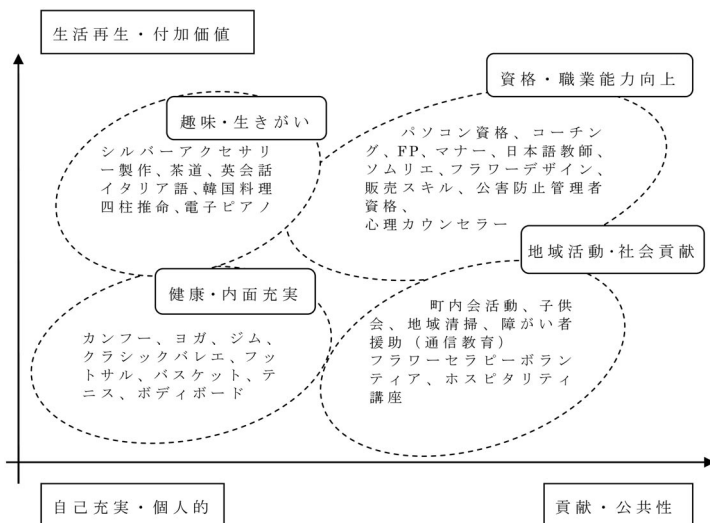 生活再生・付加価値
資格・職業能力向上
趣味・生きがい
シルバーアクセサリ
ー製作、茶道、英会話
イタリア語、韓国料理
四柱推命、電子ピアノ
パソコン資格、コーチン
グ、FP、マナー、日本語教師、
ソムリエ、フラワーデザイン、
販売スキル、公害防止管理者
資格、
心理カウンセラー
地域活動・社会貢献
健康・内面充実
カンフー、ヨガ、ジム、
クラシックバレエ、フッ
トサル、バスケット、テ
ニス、ボディボード
町内会活動、子供
会、地域清掃、障がい者
援助（通信教育）
フラワーセラピーボラン
ティア、ホスピタリティ
講座
自己充実・個人的
貢献・公共性